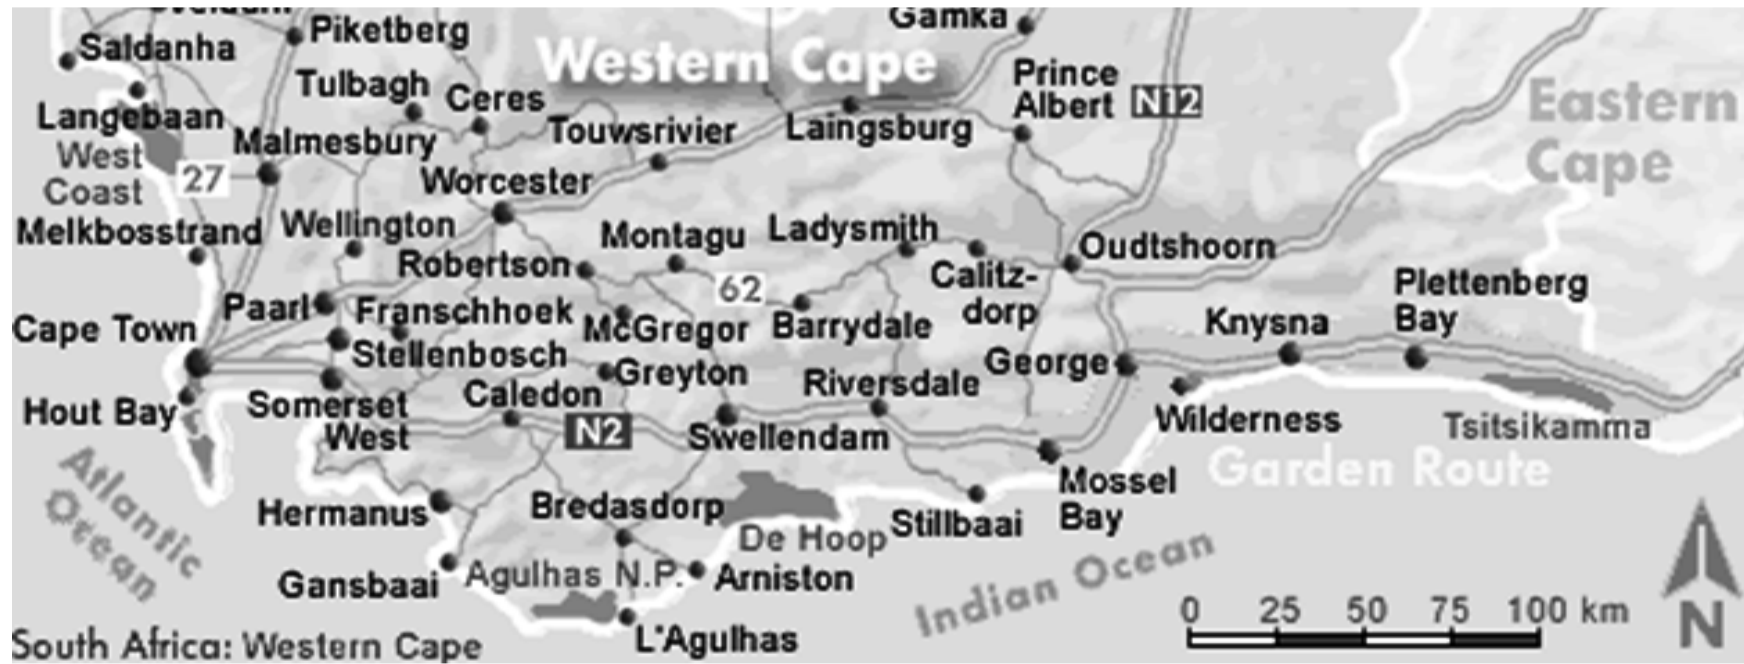 Piketberg
Gamka
Saldanha
Western Cape
Tulbagh
Ceres
Prince
Albert
N12
Eastern
Cape
Langebaan
Malmesbury
Touwsrivier
Laingsburg
West
Coast
27
Worcester
Melkbosstrand
Wellington
Montagu
Ladysmith
Oudtshoorn
Robertson
Calitz-
dorp
62
Plettenberg
Bay
Paarl
Franschhoek
McGregor
Barrydale
Knysna
Cape Town
Stellenbosch
George
Greyton
Riversdale
Hout Bay
Somerset
West
Caledon
N2
Swellendam
Wilderness
Tsitsikamma
Garden Route
Atlantic
Ocean
Hermanus
Bredasdorp
Mossel
Bay
De Hoop
Stillbaai
Gansbaai
Agulhas N.P.
Arniston
Indian Ocean
0 25 50 75 100 km
L'Agulhas
N
South Africa: Western Cape